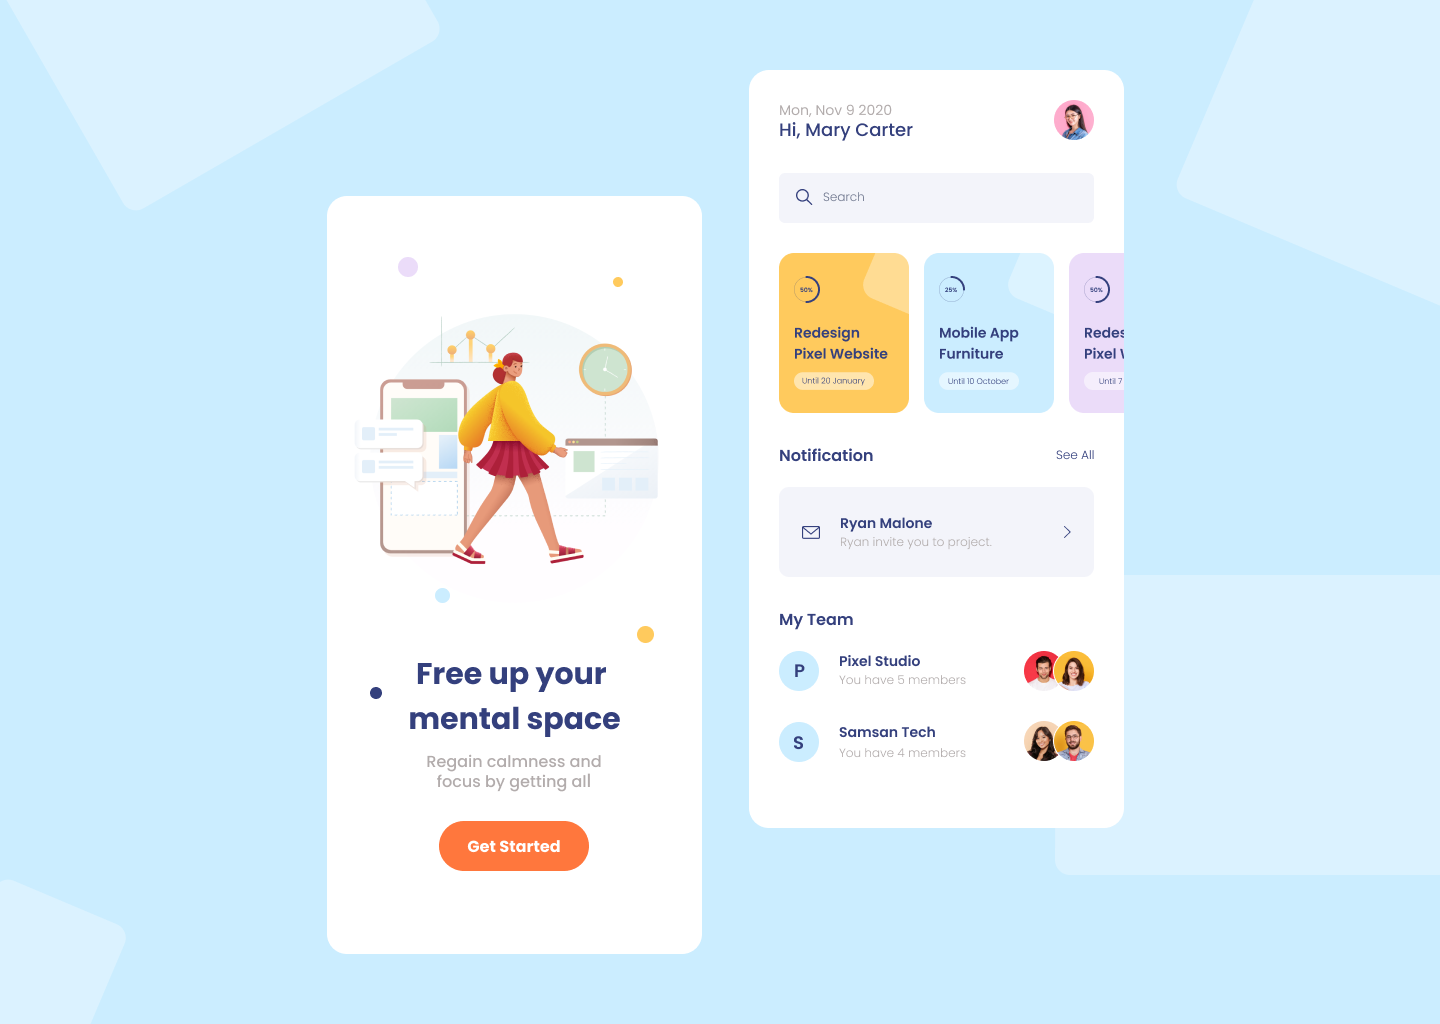 Free up your
mental space
Regain calmness and
focus by getting all
Get Started
Mon, Nov 9 2020
Hi, Mary Carter
Search
50%
Redesign
Pixel Website
Until 20 January
25%
Mobile App
Furniture
Until 10 October
50%
Redes
Pixel
Until 7
Notification
See All
Ryan Malone
Ryan invite you to project.
My Team
P
Pixel Studio
You have 5 members
S
Samsan Tech
You have 4 members